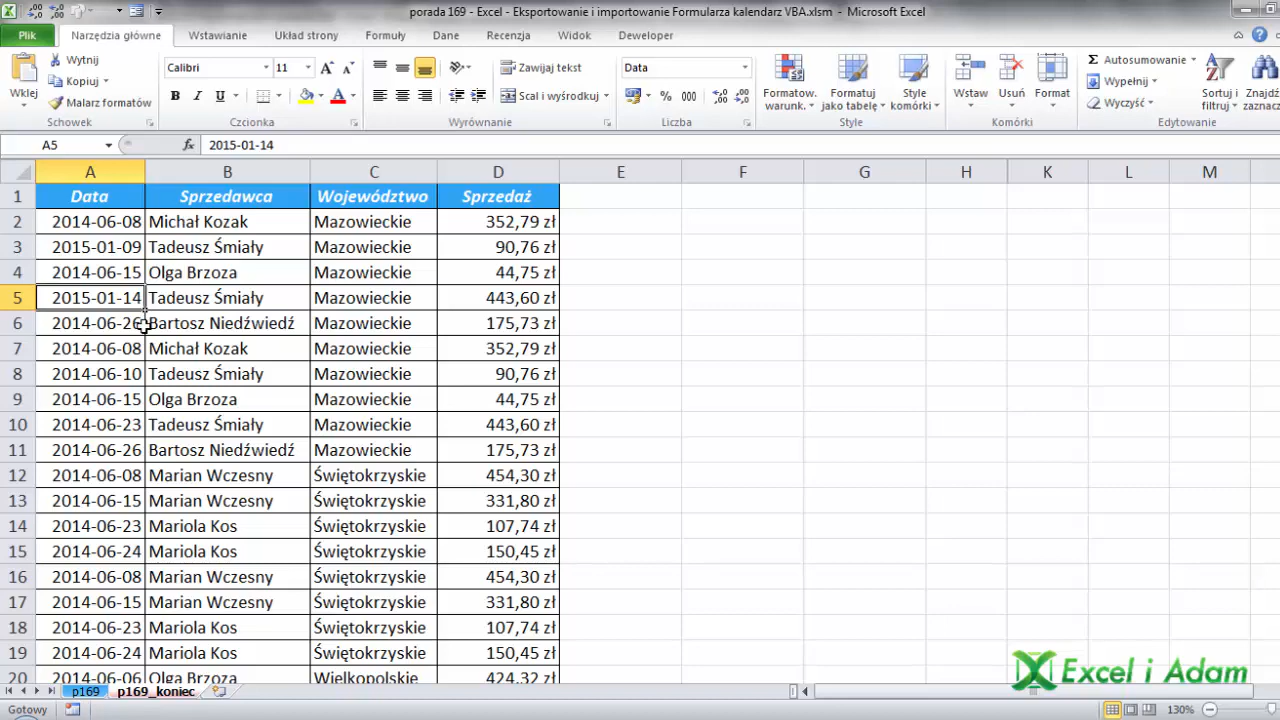 porada 169 - Excel - Eksportowanie i importowanie Formularza kalendarz VBA.xlsm - Microsoft Excel
Plik Narzędzia główne Wstawianie Układ strony Formuły Dane Recenzja Widok Deweloper
Wklej
Wytnij
Kopiuj
Malarz formatów
Schowek
Calibri 11
B I U
Czcionka
Zawijaj tekst
Scal i wyśrodkuj
Wyrównanie
Data
% 000
Liczba
Formatow. warunk.
Formatuj jako tabelę
Style komórki
Style
Wstaw Usuń Format
Komórki
Autosumowanie
Wypełnij
Wyczyść
Sortuj i filtruj
Edytowanie
A5 fx 2015-01-14
A B C D E F G H K L M
1 Data Sprzedawca Województwo Sprzedaż
2 2014-06-08 Michał Kozak Mazowieckie 352,79 zł
3 2015-01-09 Tadeusz Śmiały Mazowieckie 90,76 zł
4 2014-06-15 Olga Brzoza Mazowieckie 44,75 zł
5 2015-01-14 Tadeusz Śmiały Mazowieckie 443,60 zł
6 2014-06-26 Bartosz Niedźwiedź Mazowieckie 175,73 zł
7 2014-06-08 Michał Kozak Mazowieckie 352,79 zł
8 2014-06-10 Tadeusz Śmiały Mazowieckie 90,76 zł
9 2014-06-15 Olga Brzoza Mazowieckie 44,75 zł
10 2014-06-23 Tadeusz Śmiały Mazowieckie 443,60 zł
11 2014-06-26 Bartosz Niedźwiedź Mazowieckie 175,73 zł
12 2014-06-08 Marian Wczesny Świętokrzyskie 454,30 zł
13 2014-06-15 Marian Wczesny Świętokrzyskie 331,80 zł
14 2014-06-23 Mariola Kos Świętokrzyskie 107,74 zł
15 2014-06-24 Mariola Kos Świętokrzyskie 150,45 zł
16 2014-06-08 Marian Wczesny Świętokrzyskie 454,30 zł
17 2014-06-15 Marian Wczesny Świętokrzyskie 331,80 zł
18 2014-06-23 Mariola Kos Świętokrzyskie 107,74 zł
19 2014-06-24 Mariola Kos Świętokrzyskie 150,45 zł
20 2014-06-06 Olga Brzoza Wielkopolskie 424,32 zł
Excel i Adam
p169 p169_koniec
Gotowy 130%